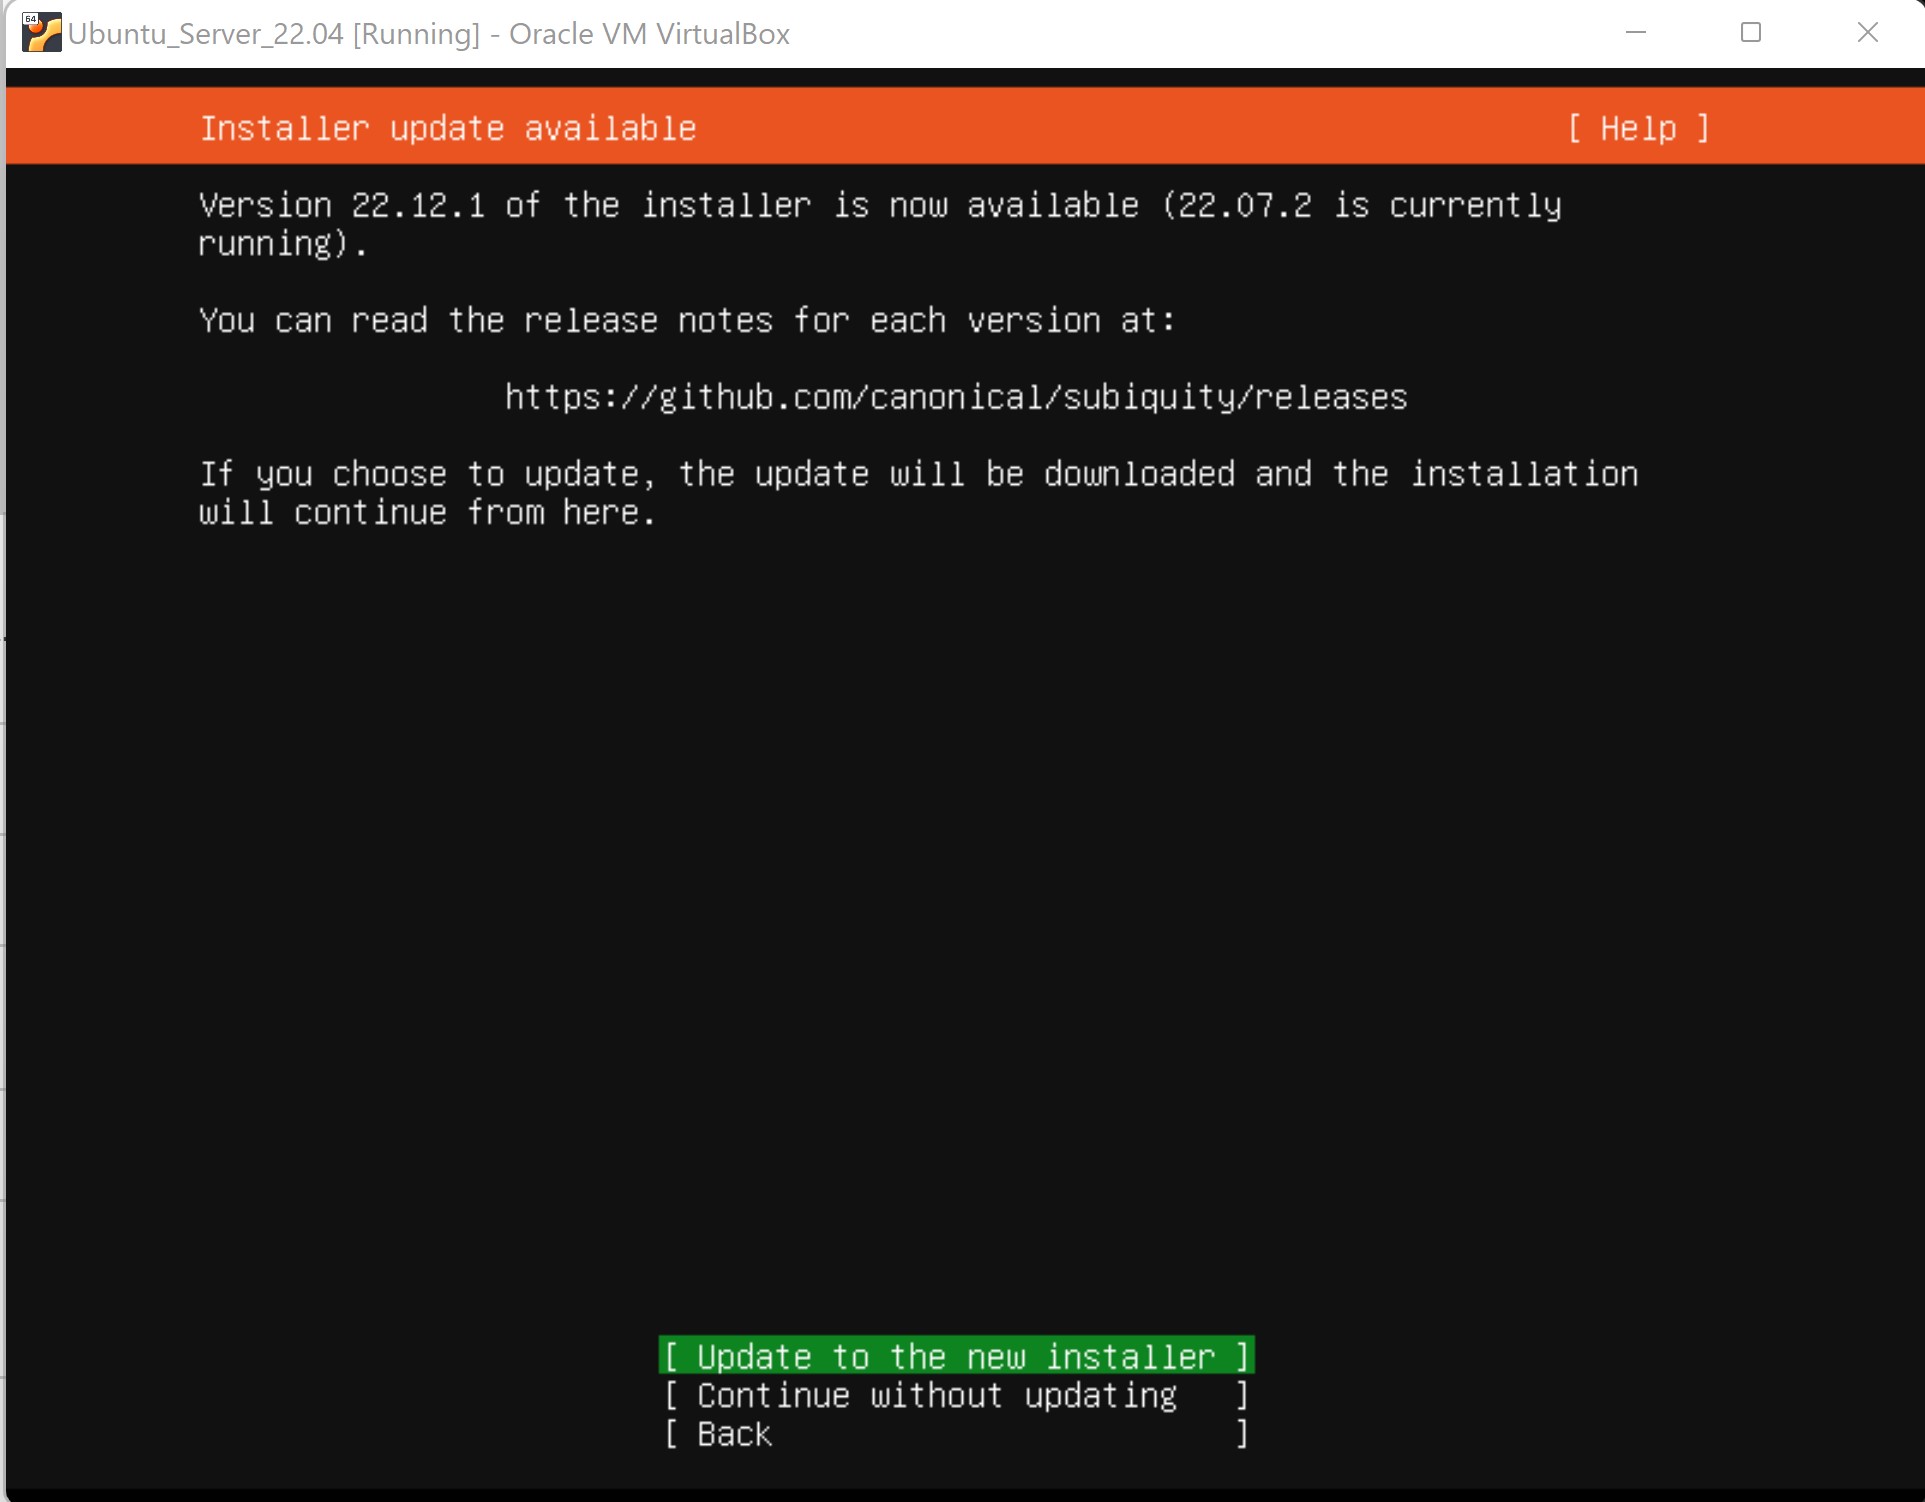 64
Ubuntu_Server_22.04 [Running] - Oracle VM VirtualBox
Installer update available [ Help ]
Version 22.12.1 of the installer is now available (22.07.2 is currently
running).
You can read the release notes for each version at:
https://github.com/canonical/subiquity/releases
If you choose to update, the update will be downloaded and the installation
will continue from here.
[ Update to the new installer ]
[ Continue without updating ]
[ Back ]